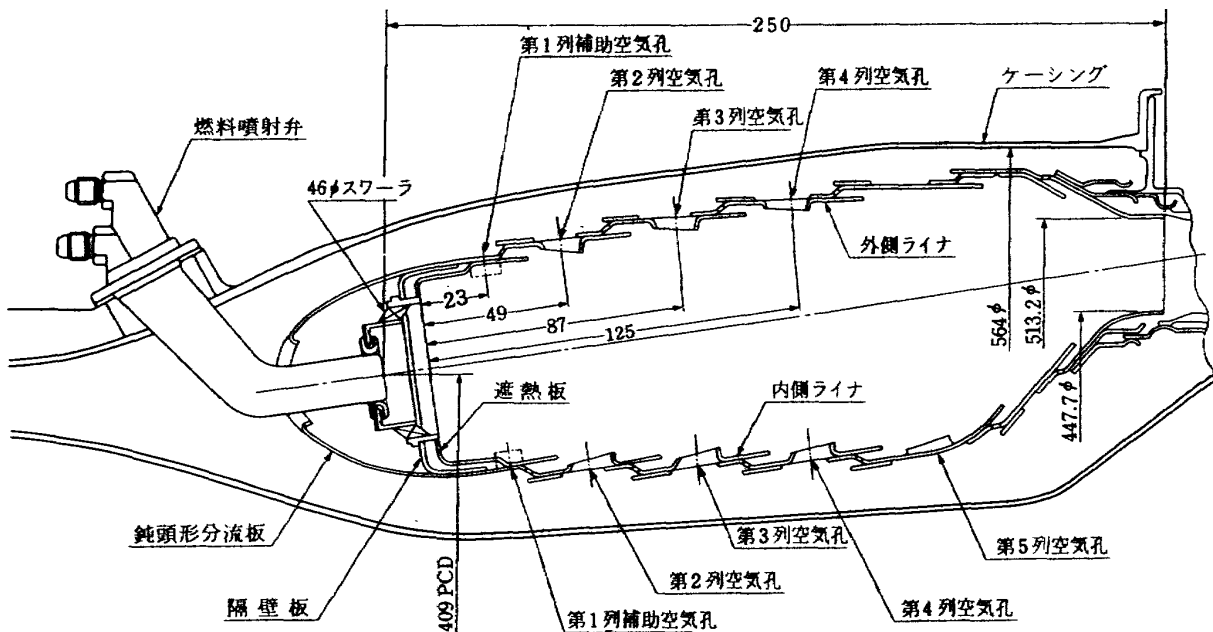 250
第1列補助空気孔
第2列空気孔
第4列空気孔
ケーシング
第3列空気孔
燃料噴射弁
46φスワーラ
外側ライナ
23
49
87
125
564φ
513.2φ
遮熱板
内側ライナ
447.7φ
鈍頭形分流板
第3列空気孔
第5列空気孔
第2列空気孔
隔壁板
409 PCD
第1列補助空気孔
第4列空気孔